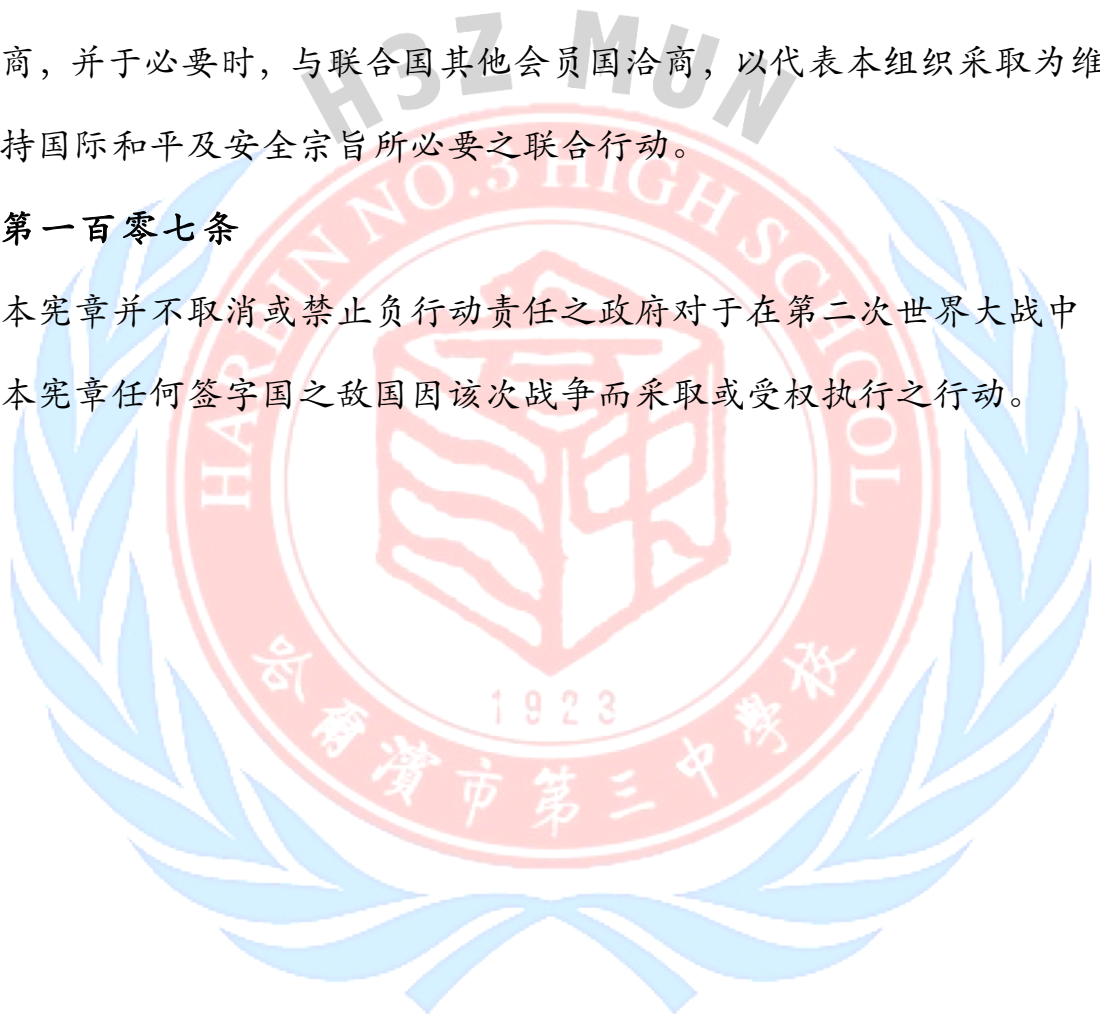 H3Z MUN
商，并于必要时，与联合国其他会员国洽商，以代表本组织采取为维
持国际和平及安全宗旨所必要之联合行动。
HARBIN NO.3 HIGH SCHOOL
第一百零七条
本宪章并不取消或禁止负行动责任之政府对于在第二次世界大战中
本宪章任何签字国之敌国因该次战争而采取或受权执行之行动。
1923
哈爾濱市第三中學校